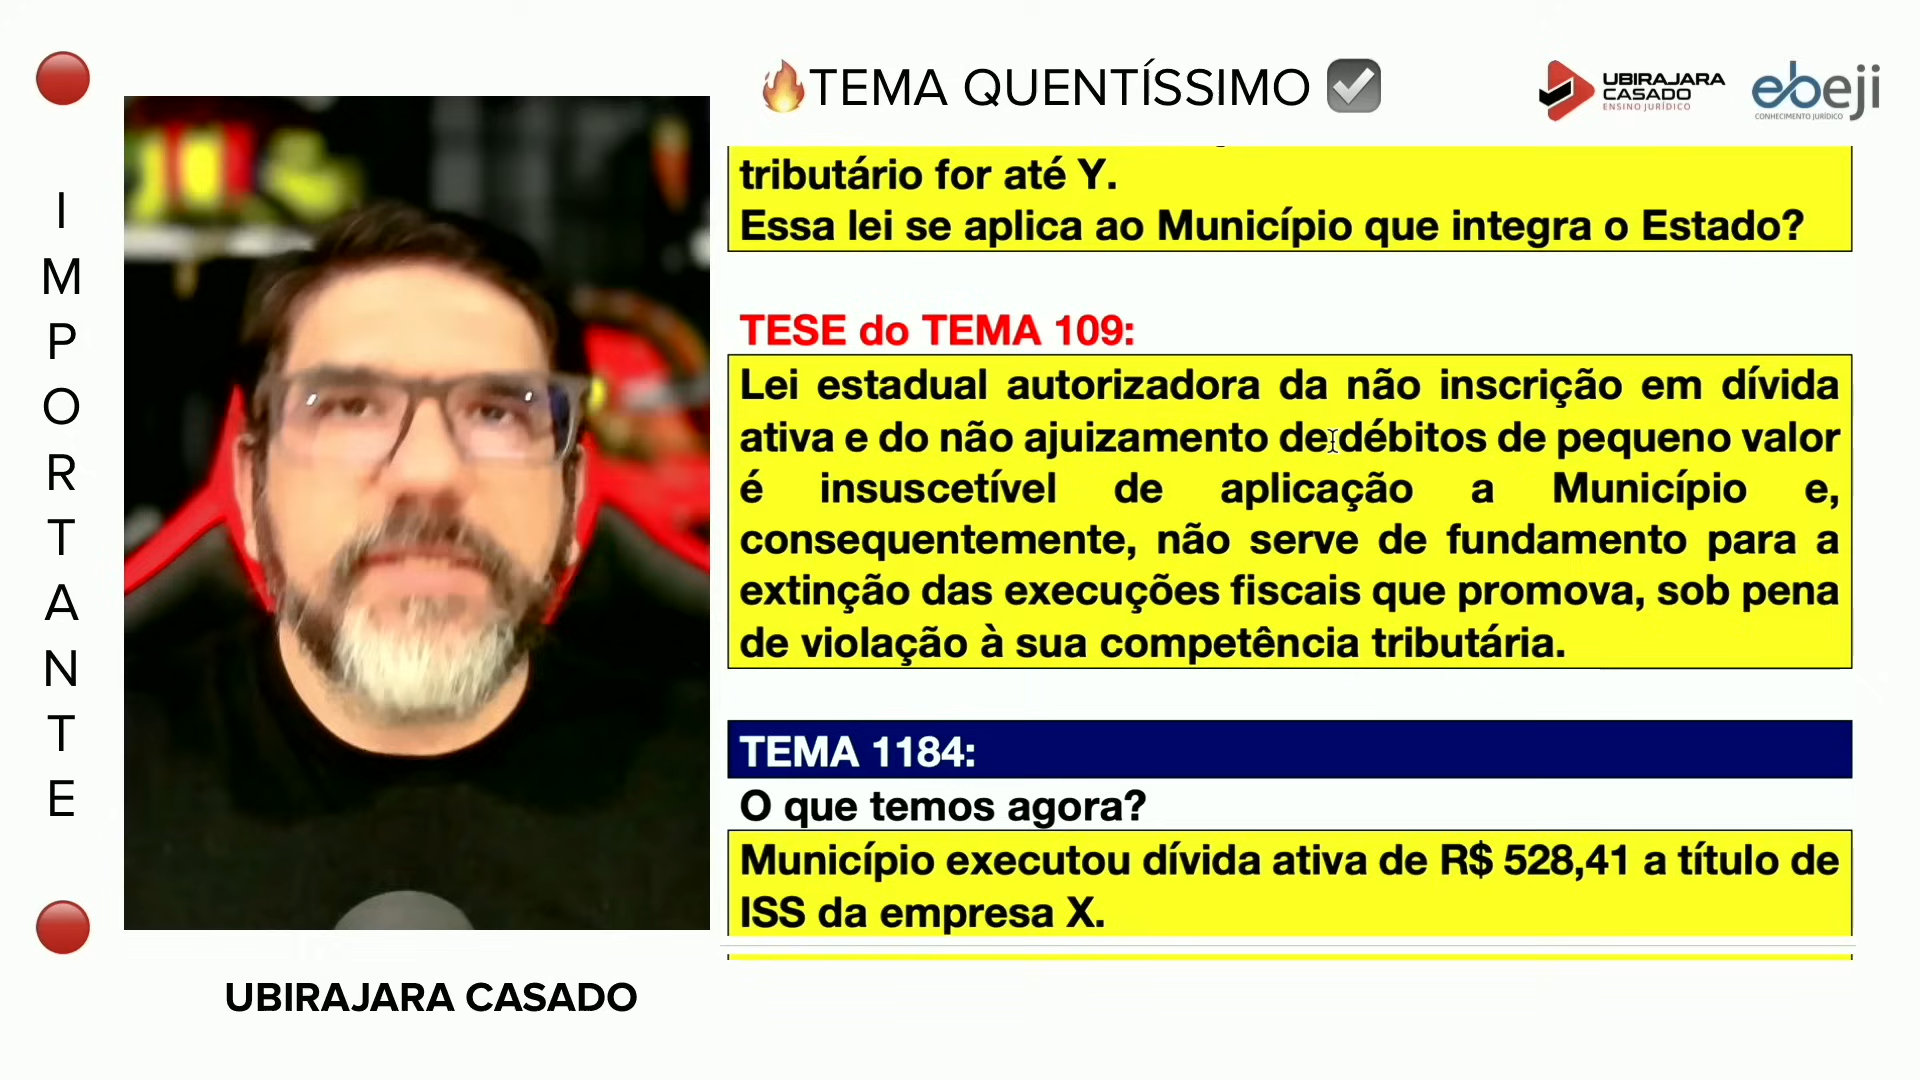 TEMA QUENTÍSSIMO
UBIRAJARA
CASADO
ENSINO JURÍDICO
ebeji
CONHECIMENTO JURÍDICO
I
M
P
O
R
T
A
N
T
E
tributário for até Y.
Essa lei se aplica ao Município que integra o Estado?
TESE do TEMA 109:
Lei estadual autorizadora da não inscrição em dívida
ativa e do não ajuizamento de débitos de pequeno valor
é insuscetível de aplicação a Município e,
consequentemente, não serve de fundamento para a
extinção das execuções fiscais que promova, sob pena
de violação à sua competência tributária.
TEMA 1184:
O que temos agora?
Município executou dívida ativa de R$ 528,41 a título de
ISS da empresa X.
UBIRAJARA CASADO